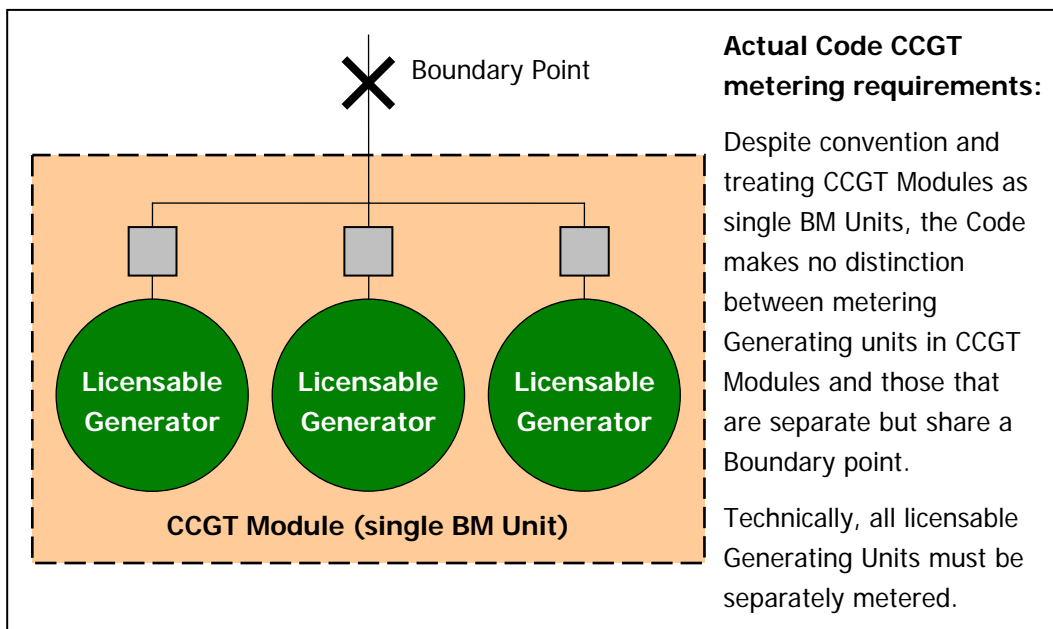 Boundary Point
Licensable
Generator
Licensable
Generator
Licensable
Generator
CCGT Module (single BM Unit)
Actual Code CCGT
metering requirements:
Despite convention and
treating CCGT Modules as
single BM Units, the Code
makes no distinction
between metering
Generating units in CCGT
Modules and those that
are separate but share a
Boundary point.
Technically, all licensable
Generating Units must be
separately metered.